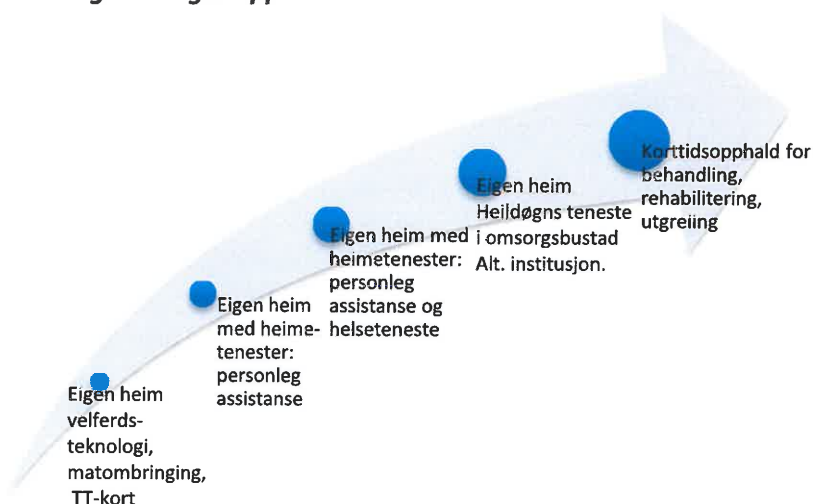 Eigen heim
velferds-
teknologi,
matombringing,
TT-kort
Eigen heim
med heime-
tenester:
personleg
assistanse
Eigen heim med
heimetenester:
personleg
assistanse og
helseteneste
Eigen heim
Heildøgns teneste
i omsorgsbustad
Alt. institusjon.
Korttidsopphald for
behandling,
rehabilitering,
utgreiing